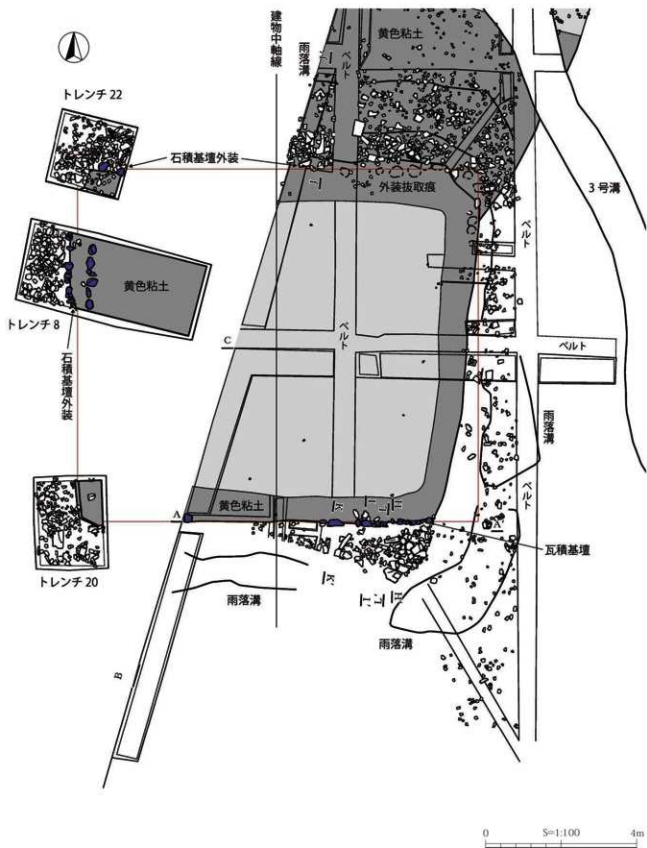 建物中軸線
黄色粘土
雨落溝
ベルト
トレンチ 22
石積基壇外装
外装抜取痕
3 号溝
ベルト
黄色粘土
トレンチ 8
石積基壇外装
C
ベルト
ベルト
雨落溝
ベルト
黄色粘土
A
A'
K
I
J
H
瓦積基壇
トレンチ 20
雨落溝
K'
I'
J'
H'
雨落溝
B
0 S=1:100 4m